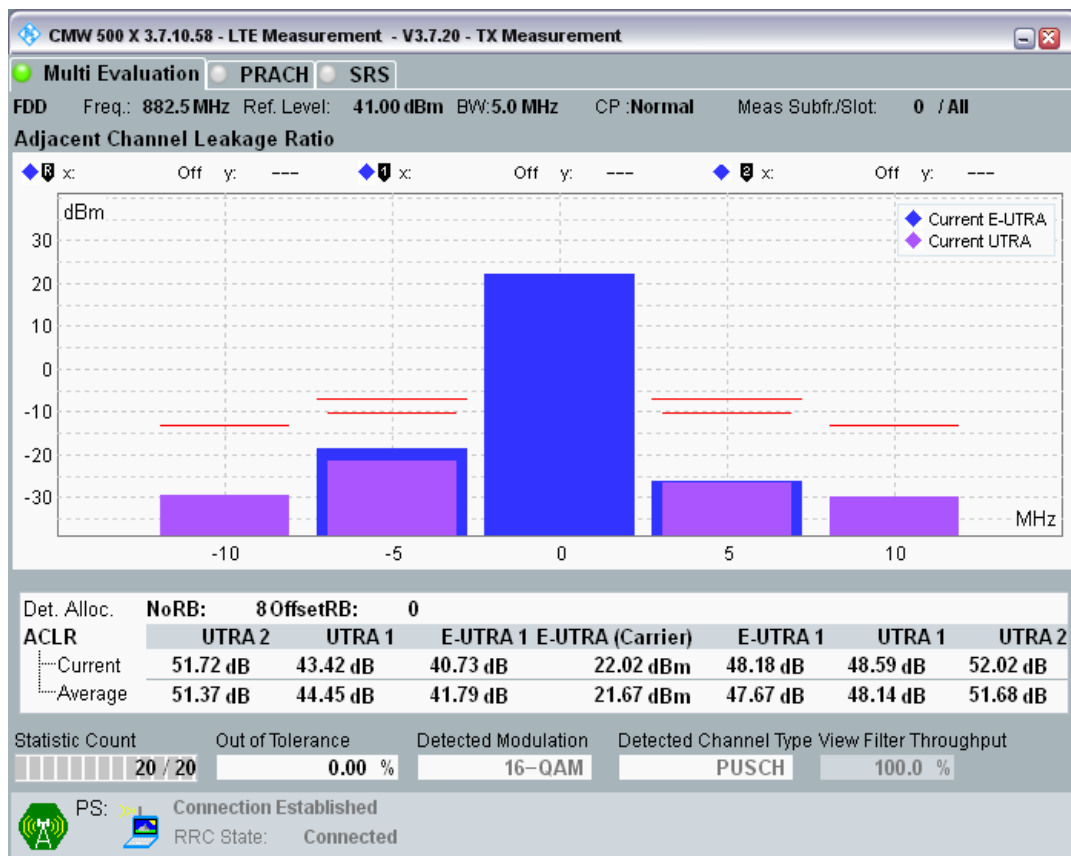 CMW 500 X 3.7.10.58 - LTE Measurement - V3.7.20 - TX Measurement
Multi Evaluation PRACH SRS
FDD Freq.: 882.5 MHz Ref. Level: 41.00 dBm BW:5.0 MHz CP :Normal Meas Subfr./Slot: 0 / All
Adjacent Channel Leakage Ratio
R x: Off y: --- 1 x: Off y: --- 2 x: Off y: ---
dBm
Current E-UTRA
Current UTRA
30
20
10
0
-10
-20
-30
MHz
-10 -5 0 5 10
Det. Alloc. NoRB: 8 OffsetRB: 0
ACLR UTRA 2 UTRA 1 E-UTRA 1 E-UTRA (Carrier) E-UTRA 1 UTRA 1 UTRA 2
Current 51.72 dB 43.42 dB 40.73 dB 22.02 dBm 48.18 dB 48.59 dB 52.02 dB
Average 51.37 dB 44.45 dB 41.79 dB 21.67 dBm 47.67 dB 48.14 dB 51.68 dB
Statistic Count Out of Tolerance Detected Modulation Detected Channel Type View Filter Throughput
20 / 20 0.00 % 16-QAM PUSCH 100.0 %
PS: Connection Established
RRC State: Connected